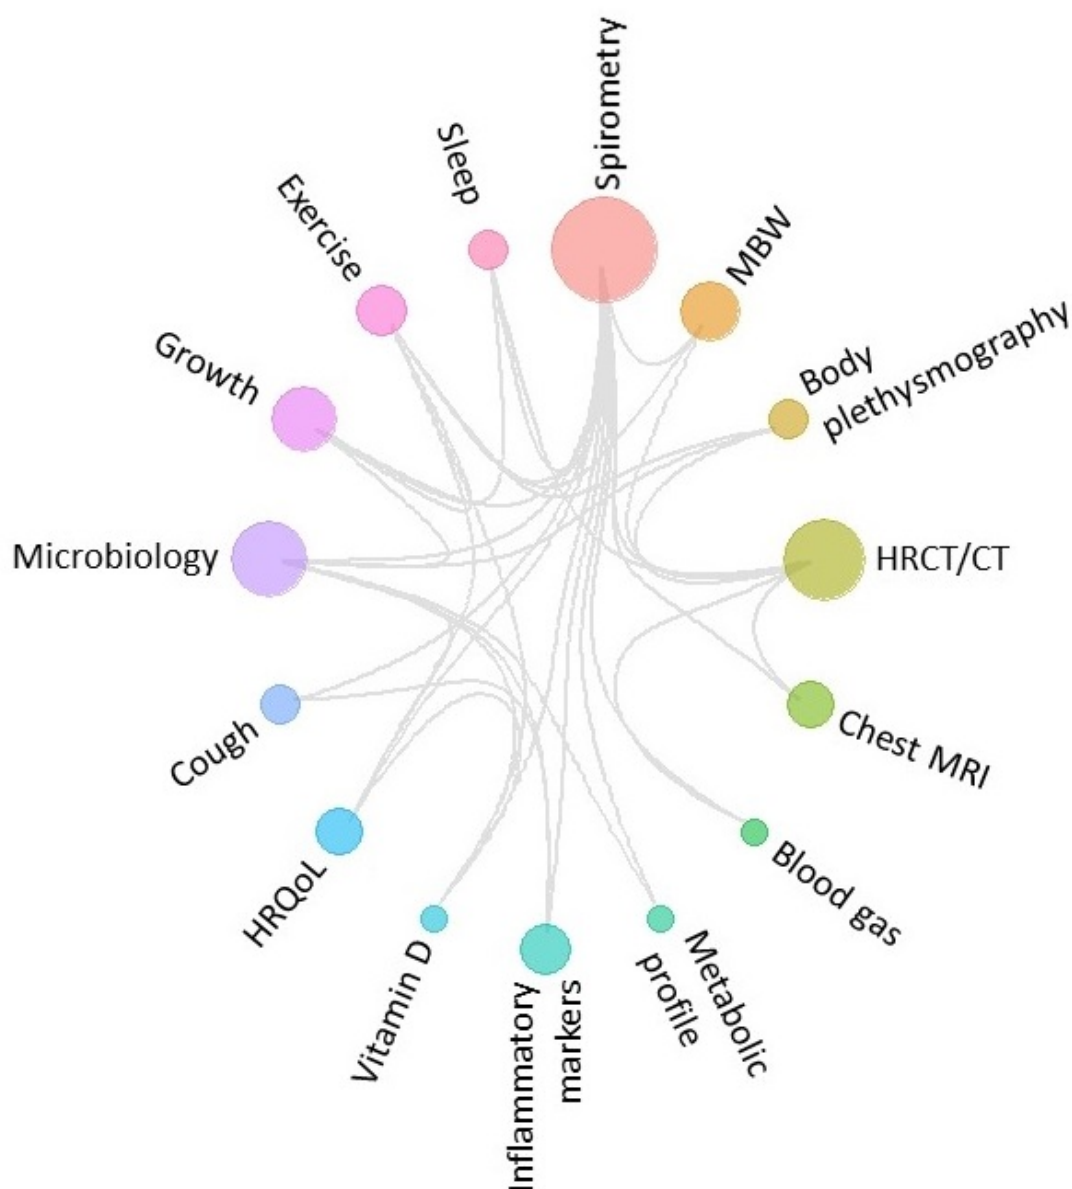 Spirometry
MBW
Body
plethysmography
HRCT/CT
Chest MRI
Blood gas
Metabolic
profile
Inflammatory
markers
Vitamin D
HRQoL
Cough
Microbiology
Growth
Exercise
Sleep